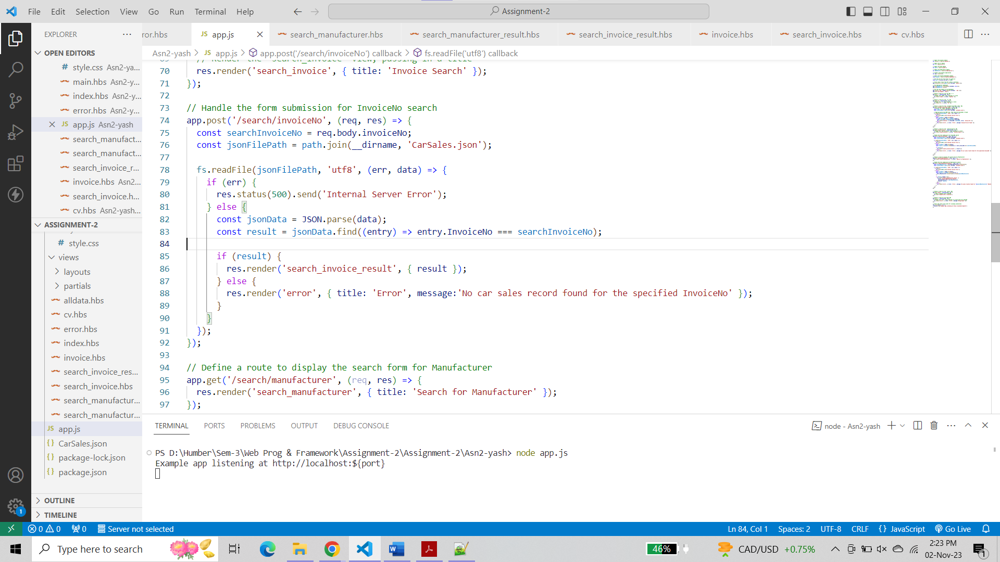 File Edit Selection View Go Run Terminal Help
Assignment-2
EXPLORER
ror.hbs
JS app.js
search_manufacturer.hbs
search_manufacturer_result.hbs
search_invoice_result.hbs
invoice.hbs
search_invoice.hbs
cv.hbs
OPEN EDITORS
# style.css Asn2-ya...
main.hbs Asn2-y...
index.hbs Asn2-y...
error.hbs Asn2-y...
JS app.js Asn2-yash
search_manufact...
search_manufact...
search_invoice_r...
invoice.hbs Asn2...
search_invoice.h...
cv.hbs Asn2-yash...
ASSIGNMENT-2
# style.css
views
layouts
partials
alldata.hbs
cv.hbs
error.hbs
index.hbs
invoice.hbs
search_invoice_res...
search_invoice.hbs
search_manufactur...
search_manufactur...
JS app.js
{} CarSales.json
{} package-lock.json
{} package.json
OUTLINE
TIMELINE
Asn2-yash > JS app.js > app.post('/search/invoiceNo') callback > fs.readFile('utf8') callback
69 // Render the 'search_invoice' view, passing in a title
70 res.render('search_invoice', { title: 'Invoice Search' });
71 });
72
73 // Handle the form submission for InvoiceNo search
74 app.post('/search/invoiceNo', (req, res) => {
75 const searchInvoiceNo = req.body.invoiceNo;
76 const jsonFilePath = path.join(__dirname, 'CarSales.json');
77
78 fs.readFile(jsonFilePath, 'utf8', (err, data) => {
79 if (err) {
80 res.status(500).send('Internal Server Error');
81 } else {
82 const jsonData = JSON.parse(data);
83 const result = jsonData.find((entry) => entry.InvoiceNo === searchInvoiceNo);
84
85 if (result) {
86 res.render('search_invoice_result', { result });
87 } else {
88 res.render('error', { title: 'Error', message:'No car sales record found for the specified InvoiceNo' });
89 }
90 }
91 });
92 });
93
94 // Define a route to display the search form for Manufacturer
95 app.get('/search/manufacturer', (req, res) => {
96 res.render('search_manufacturer', { title: 'Search for Manufacturer' });
97 });
TERMINAL PORTS PROBLEMS OUTPUT DEBUG CONSOLE
node - Asn2-yash
PS D:\Humber\Sem-3\Web Prog & Framework\Assignment-2\Assignment-2\Asn2-yash> node app.js
Example app listening at http://localhost:${port}
1
0 0 0 Server not selected
Ln 84, Col 1 Spaces: 2 UTF-8 CRLF {} JavaScript Go Live
Type here to search
46%
CAD/USD +0.75%
2:23 PM
02-Nov-23
1